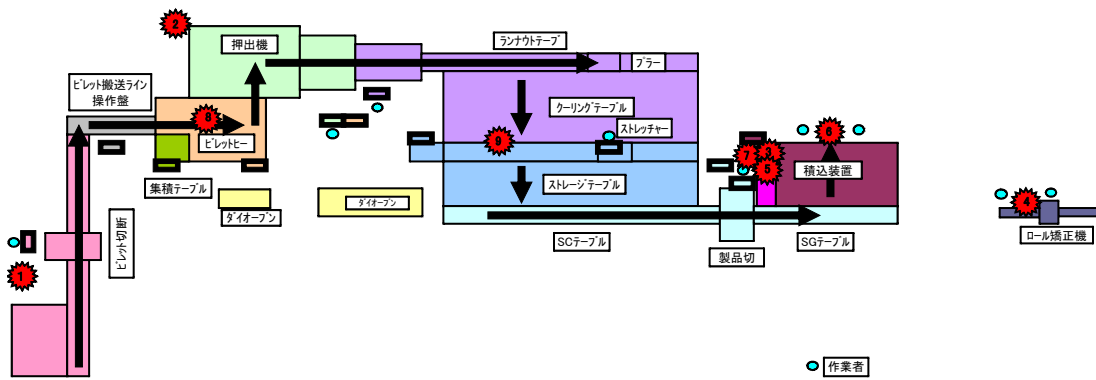 2
押出機
ランナウトテーブ
プラー
ビレット搬送ライン
操作盤
8
ビレットヒー
クーリングテーブル
ストレッチャー
9
6
7
3
5
積込装置
集積テーブル
ストレージテーブル
ダイオーブン
ダイオーブン
4
ビレット切断
SCテーブル
製品切
SGテーブル
ロール矯正機
1
作業者